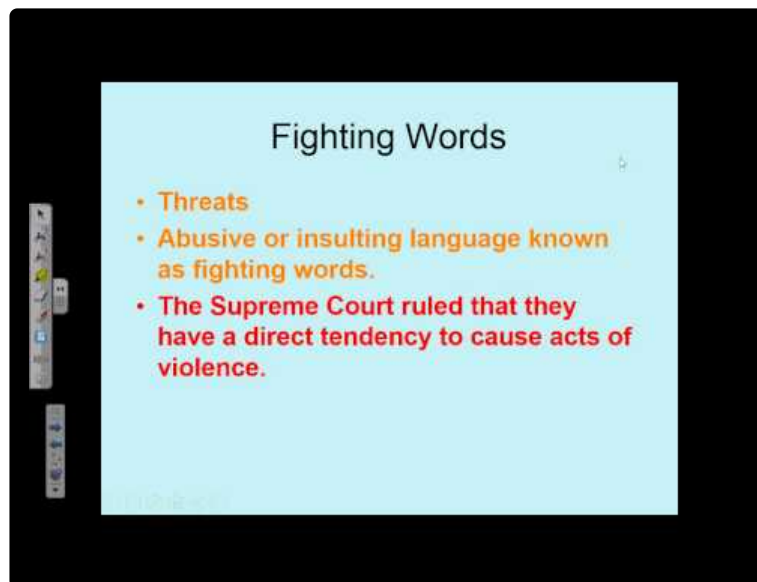 Fighting Words
• Threats
• Abusive or insulting language known
as fighting words.
• The Supreme Court ruled that they
have a direct tendency to cause acts of
violence.